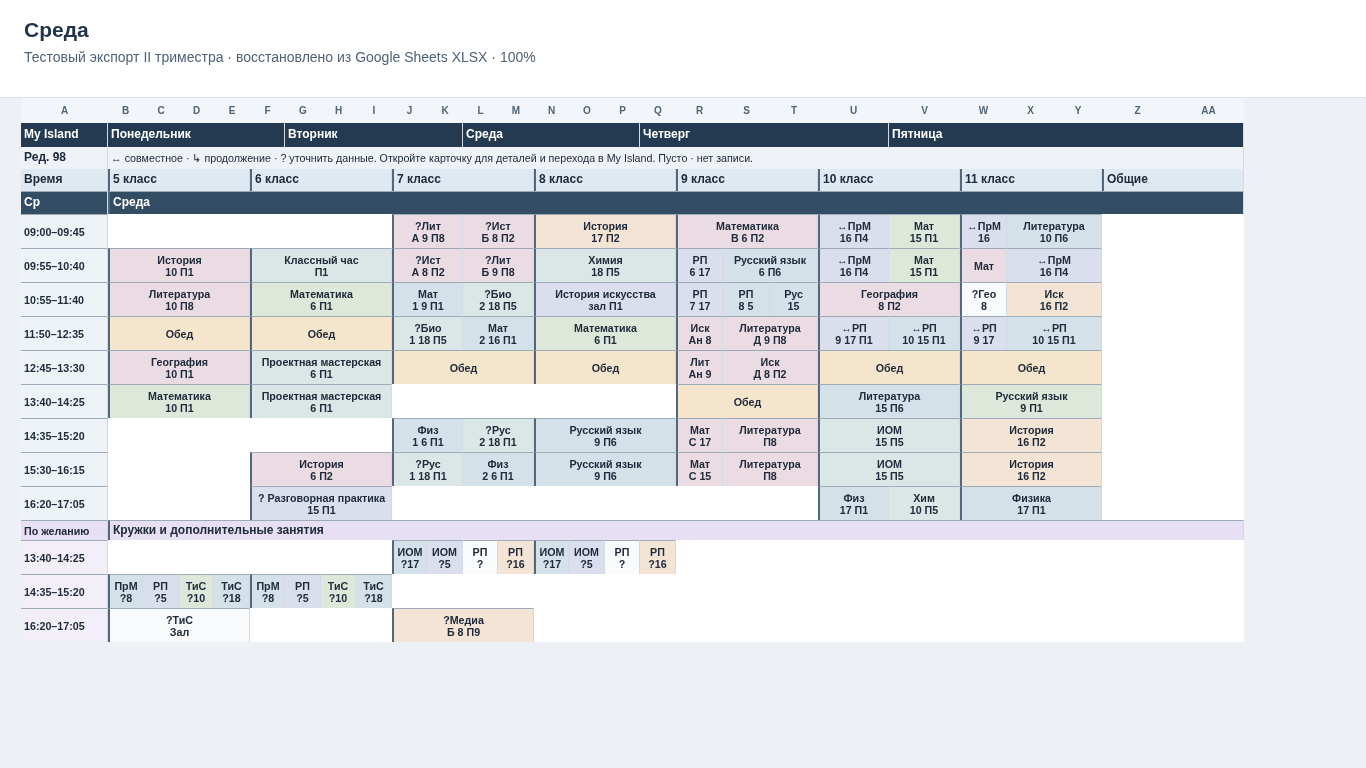 Среда
Тестовый экспорт II триместра · восстановлено из Google Sheets XLSX · 100%
A B C D E F G H I J K L M N O P Q R S T U V W X Y Z AA
My Island Понедельник Вторник Среда Четверг Пятница
Ред. 98 ↔ совместное · ↳ продолжение · ? уточнить данные. Откройте карточку для деталей и перехода в My Island. Пусто · нет записи.
Время 5 класс 6 класс 7 класс 8 класс 9 класс 10 класс 11 класс Общие
Ср Среда
?Лит ?Ист История Математика ↔ПрМ Мат ↔ПрМ Литература
09:00–09:45
А 9 П8 Б 8 П2 17 П2 В 6 П2 16 П4 15 П1 16 10 П6
История Классный час ?Ист ?Лит Химия РП Русский язык ↔ПрМ Мат Мат ↔ПрМ
09:55–10:40
10 П1 П1 А 8 П2 Б 9 П8 18 П5 6 17 6 П6 16 П4 15 П1 16 П4
Литература Математика Мат ?Био История искусства РП РП Рус География ?Гео Иск
10:55–11:40
10 П8 6 П1 1 9 П1 2 18 П5 зал П1 7 17 8 5 15 8 П2 8 16 П2
?Био Мат Математика Иск Литература ↔РП ↔РП ↔РП ↔РП
11:50–12:35 Обед Обед
1 18 П5 2 16 П1 6 П1 Ан 8 Д 9 П8 9 17 П1 10 15 П1 9 17 10 15 П1
География Проектная мастерская Лит Иск
12:45–13:30 Обед Обед Обед Обед
10 П1 6 П1 Ан 9 Д 8 П2
Математика Проектная мастерская Литература Русский язык
13:40–14:25 Обед
10 П1 6 П1 15 П6 9 П1
Физ ?Рус Русский язык Мат Литература ИОМ История
14:35–15:20
1 6 П1 2 18 П1 9 П6 С 17 П8 15 П5 16 П2
История ?Рус Физ Русский язык Мат Литература ИОМ История
15:30–16:15
6 П2 1 18 П1 2 6 П1 9 П6 С 15 П8 15 П5 16 П2
? Разговорная практика Физ Хим Физика
16:20–17:05
15 П1 17 П1 10 П5 17 П1
По желанию Кружки и дополнительные занятия
ИОМ ИОМ РП РП ИОМ ИОМ РП РП
13:40–14:25
?17 ?5 ? ?16 ?17 ?5 ? ?16
ПрМ РП ТиС ТиС ПрМ РП ТиС ТиС
14:35–15:20
?8 ?5 ?10 ?18 ?8 ?5 ?10 ?18
?ТиС ?Медиа
16:20–17:05
Зал Б 8 П9